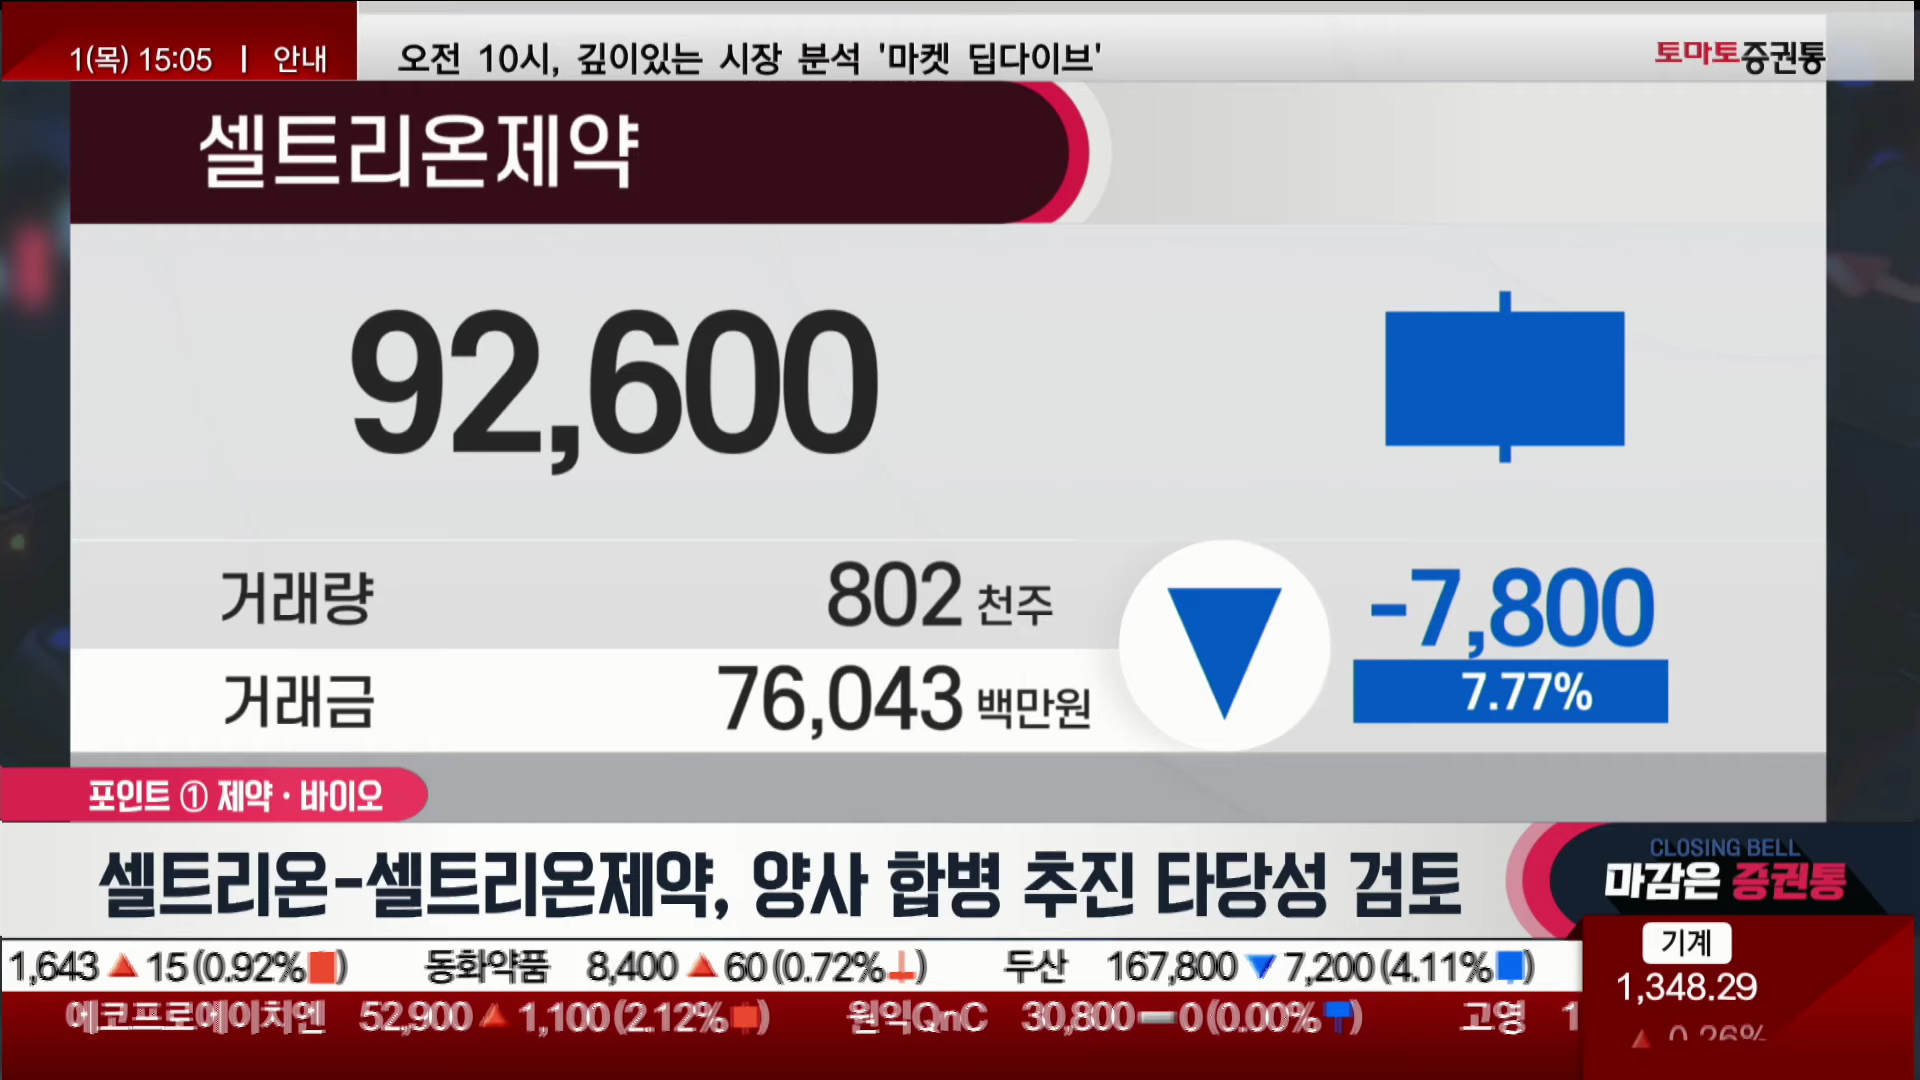 1(목) 15:05 | 안내
오전 10시, 깊이있는 시장 분석 '마켓 딥다이브'
토마토증권통
셀트리온제약
92,600
거래량 802 천주
거래금 76,043 백만원
▼ -7,800
7.77%
포인트 ① 제약·바이오
셀트리온-셀트리온제약, 양사 합병 추진 타당성 검토
CLOSING BELL
마감은 증권통
1,643 ▲ 15(0.92%) 동화약품 8,400 ▲ 60(0.72%) 두산 167,800 ▼ 7,200(4.11%)
에코프로에이치엔 52,900 ▲ 1,100(2.12%) 원익QnC 30,800 ━ 0(0.00%) 고영 1
기계
1,348.29
▲ 0.26%